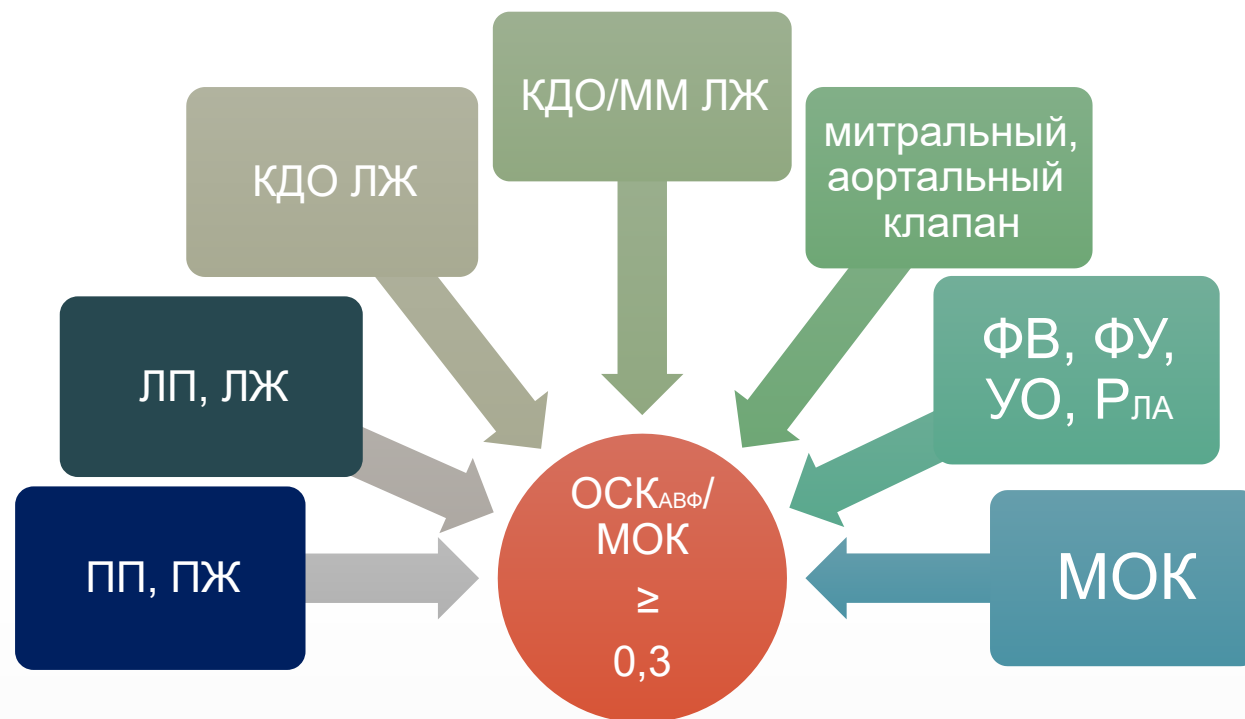 КДО/ММ ЛЖ
КДО ЛЖ
митральный,
аортальный
клапан
ЛП, ЛЖ
ФВ, ФУ,
УО, РЛА
ПП, ПЖ
ОСКАВФ/
МОК
≥
0,3
МОК